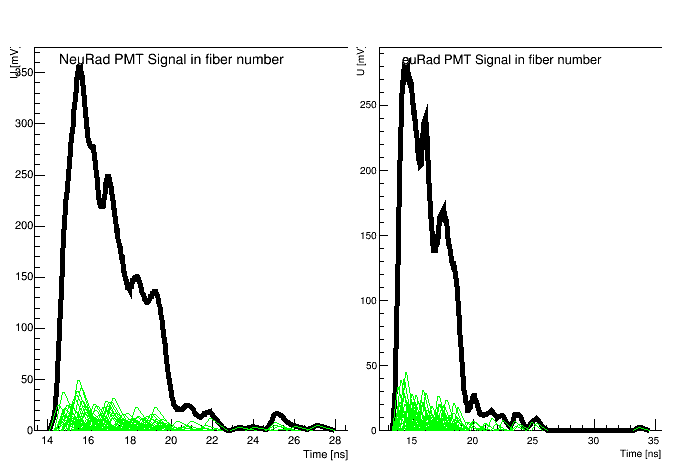 NeuRad PMT Signal in fiber number
U [mV]
350
300
250
200
150
100
50
0
14 16 18 20 22 24 26 28
Time [ns]
euRad PMT Signal in fiber number
U [mV]
250
200
150
100
50
0
15 20 25 30 35
Time [ns]